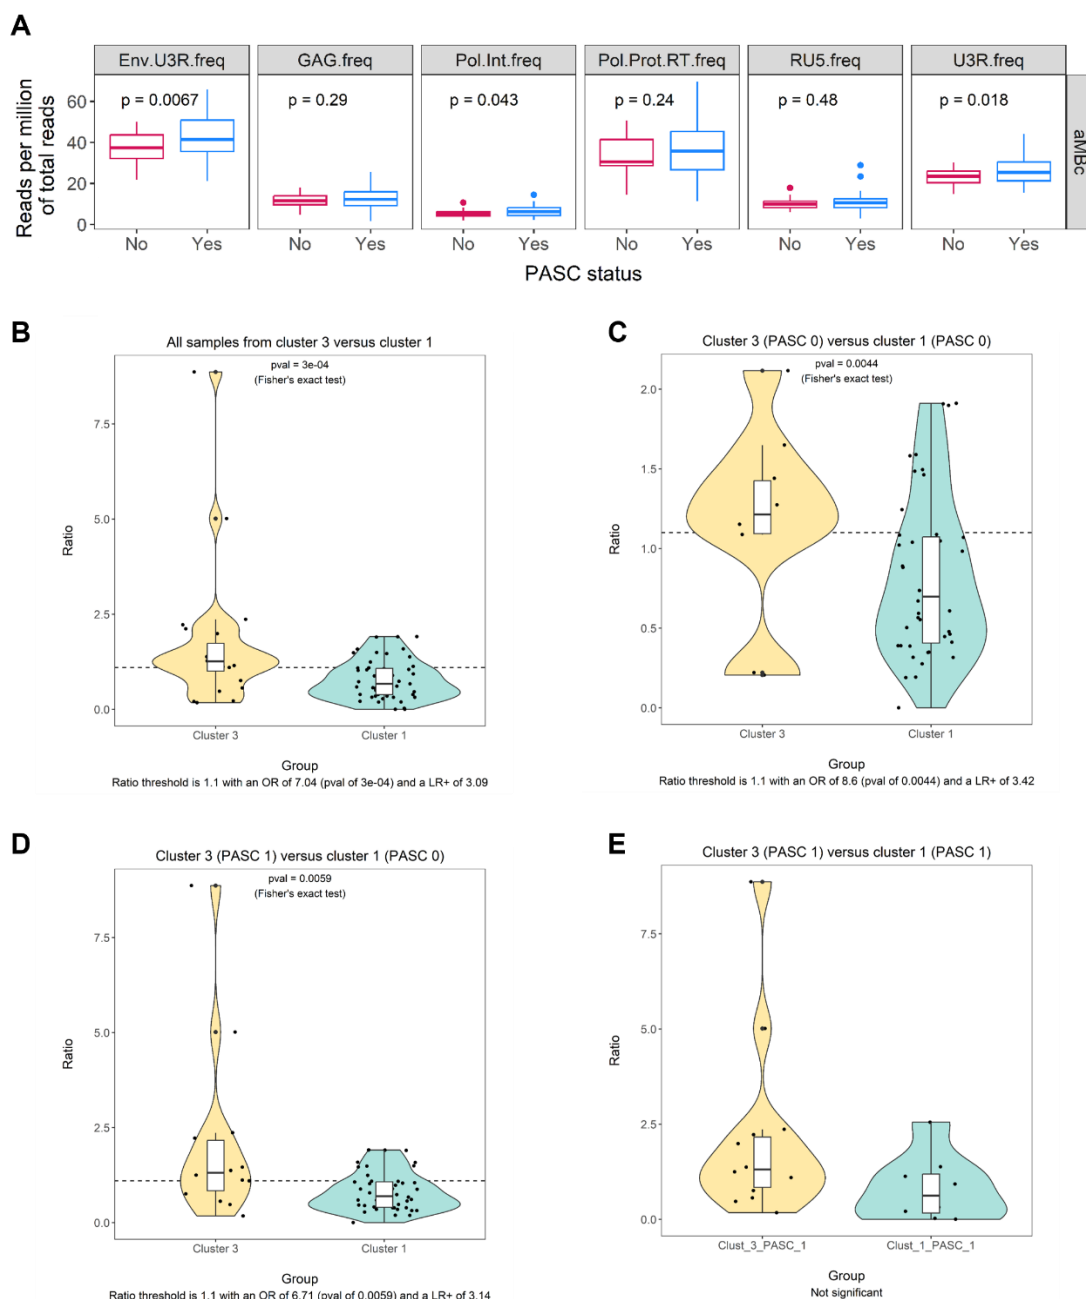 A
Env.U3R.freq GAG.freq Pol.Int.freq Pol.Prot.RT.freq RU5.freq U3R.freq
p = 0.0067 p = 0.29 p = 0.043 p = 0.24 p = 0.48 p = 0.018
Reads per million
of total reads
60
40
20
0
aMBc
No Yes No Yes No Yes No Yes No Yes No Yes
PASC status
B
All samples from cluster 3 versus cluster 1
pval = 3e-04
(Fisher's exact test)
7.5
5.0
2.5
0.0
Ratio
Cluster 3 Cluster 1
Group
Ratio threshold is 1.1 with an OR of 7.04 (pval of 3e-04) and a LR+ of 3.09
C
Cluster 3 (PASC 0) versus cluster 1 (PASC 0)
pval = 0.0044
(Fisher's exact test)
2.0
1.5
1.0
0.5
0.0
Ratio
Cluster 3 Cluster 1
Group
Ratio threshold is 1.1 with an OR of 8.6 (pval of 0.0044) and a LR+ of 3.42
D
Cluster 3 (PASC 1) versus cluster 1 (PASC 0)
pval = 0.0059
(Fisher's exact test)
7.5
5.0
2.5
0.0
Ratio
Cluster 3 Cluster 1
Group
Ratio threshold is 1.1 with an OR of 6.71 (pval of 0.0059) and a LR+ of 3.14
E
Cluster 3 (PASC 1) versus cluster 1 (PASC 1)
7.5
5.0
2.5
0.0
Ratio
Clust_3_PASC_1 Clust_1_PASC_1
Group
Not significant